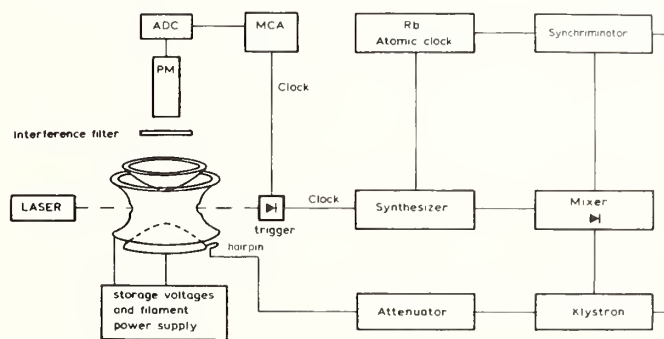 ADC
MCA
Rb
Atomic clock
Synchriminator
PM
Clock
Interference filter
LASER
trigger
Clock
Synthesizer
Mixer
hairpin
storage voltages
and filament
power supply
Attenuator
Klystron